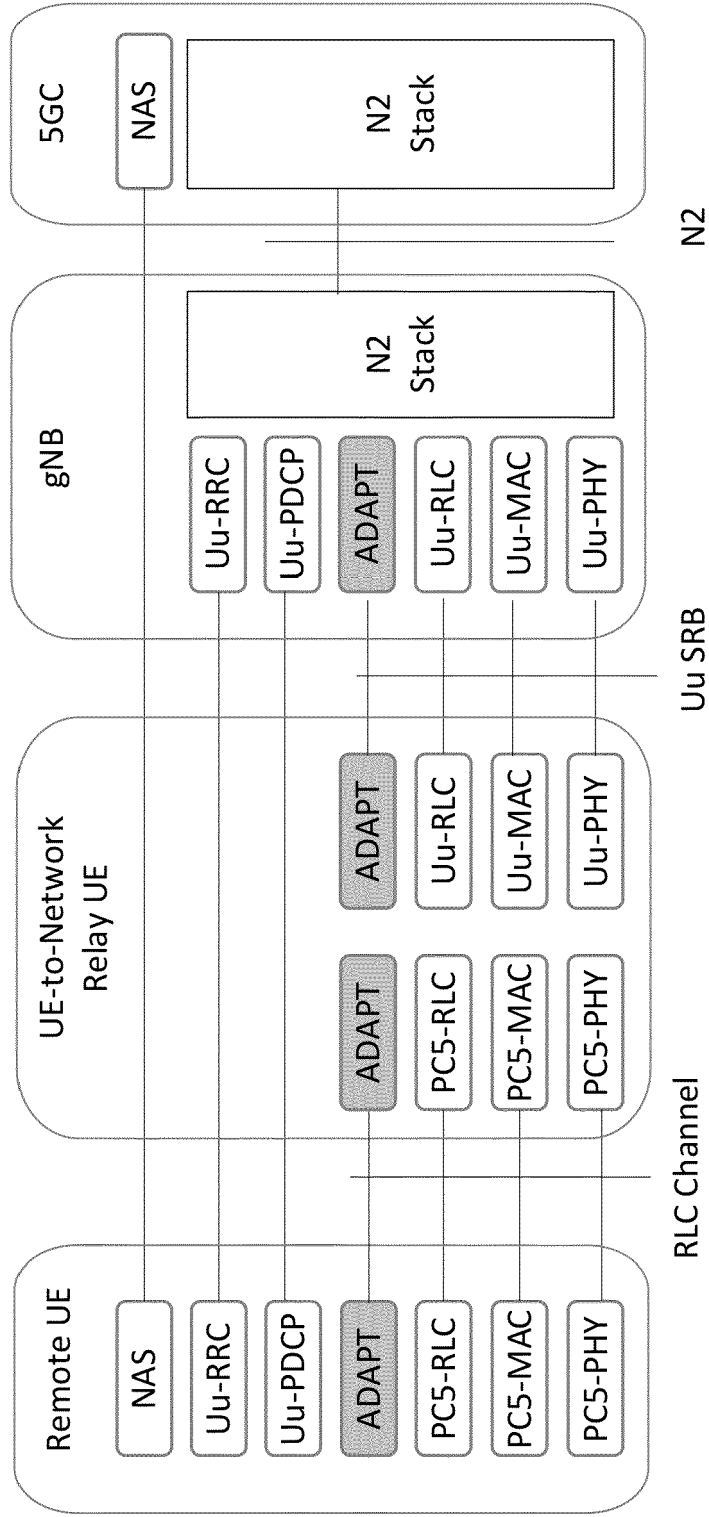 Remote UE
NAS
Uu-RRC
Uu-PDCP
ADAPT
PC5-RLC
PC5-MAC
PC5-PHY
RLC Channel
UE-to-Network
Relay UE
ADAPT
PC5-RLC
PC5-MAC
PC5-PHY
ADAPT
Uu-RLC
Uu-MAC
Uu-PHY
Uu SRB
gNB
Uu-RRC
Uu-PDCP
ADAPT
Uu-RLC
Uu-MAC
Uu-PHY
N2
Stack
N2
5GC
NAS
N2
Stack